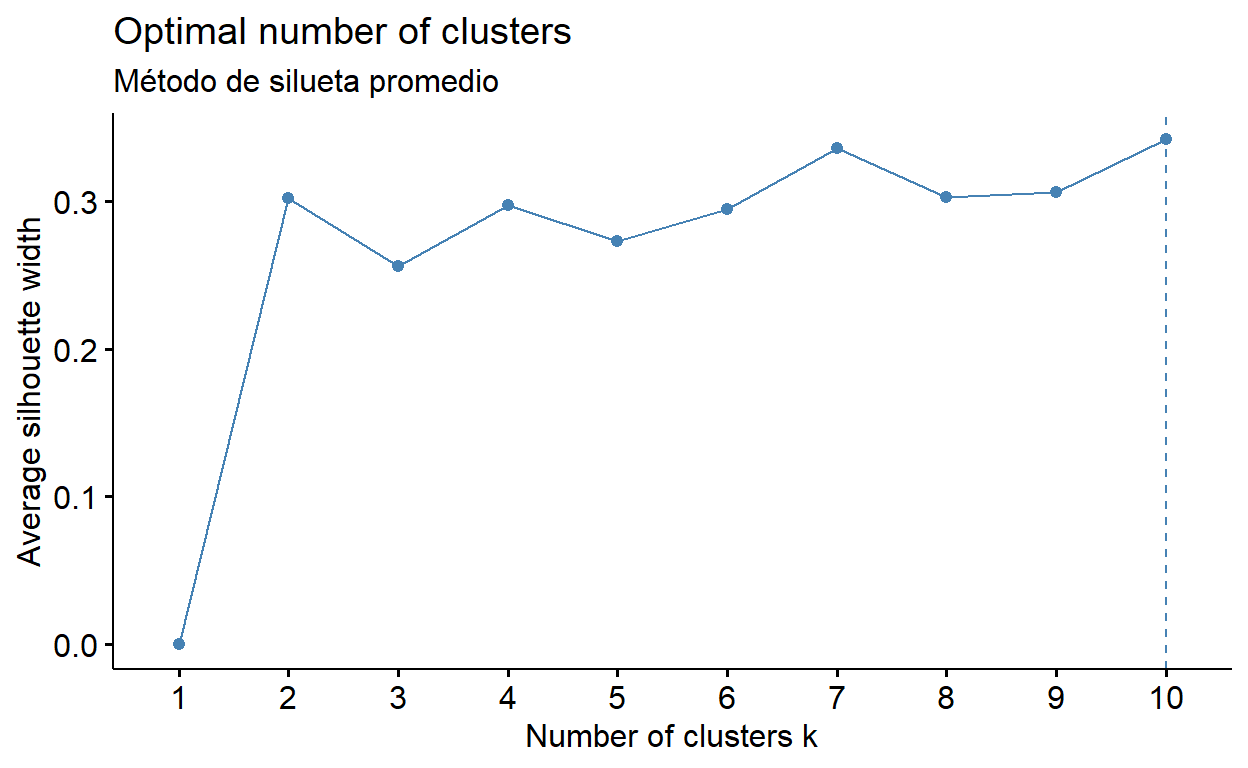 Optimal number of clusters
Método de silueta promedio
Average silhouette width
0.3
0.2
0.1
0.0
1 2 3 4 5 6 7 8 9 10
Number of clusters k